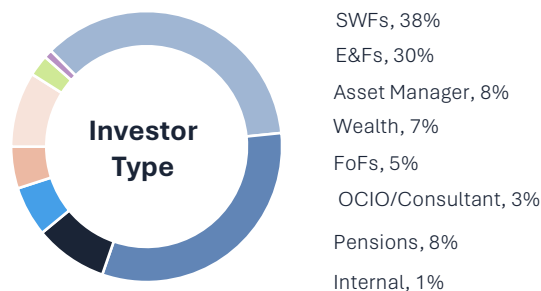 Investor
Type
SWFs, 38%
E&Fs, 30%
Asset Manager, 8%
Wealth, 7%
FoFs, 5%
OCIO/Consultant, 3%
Pensions, 8%
Internal, 1%